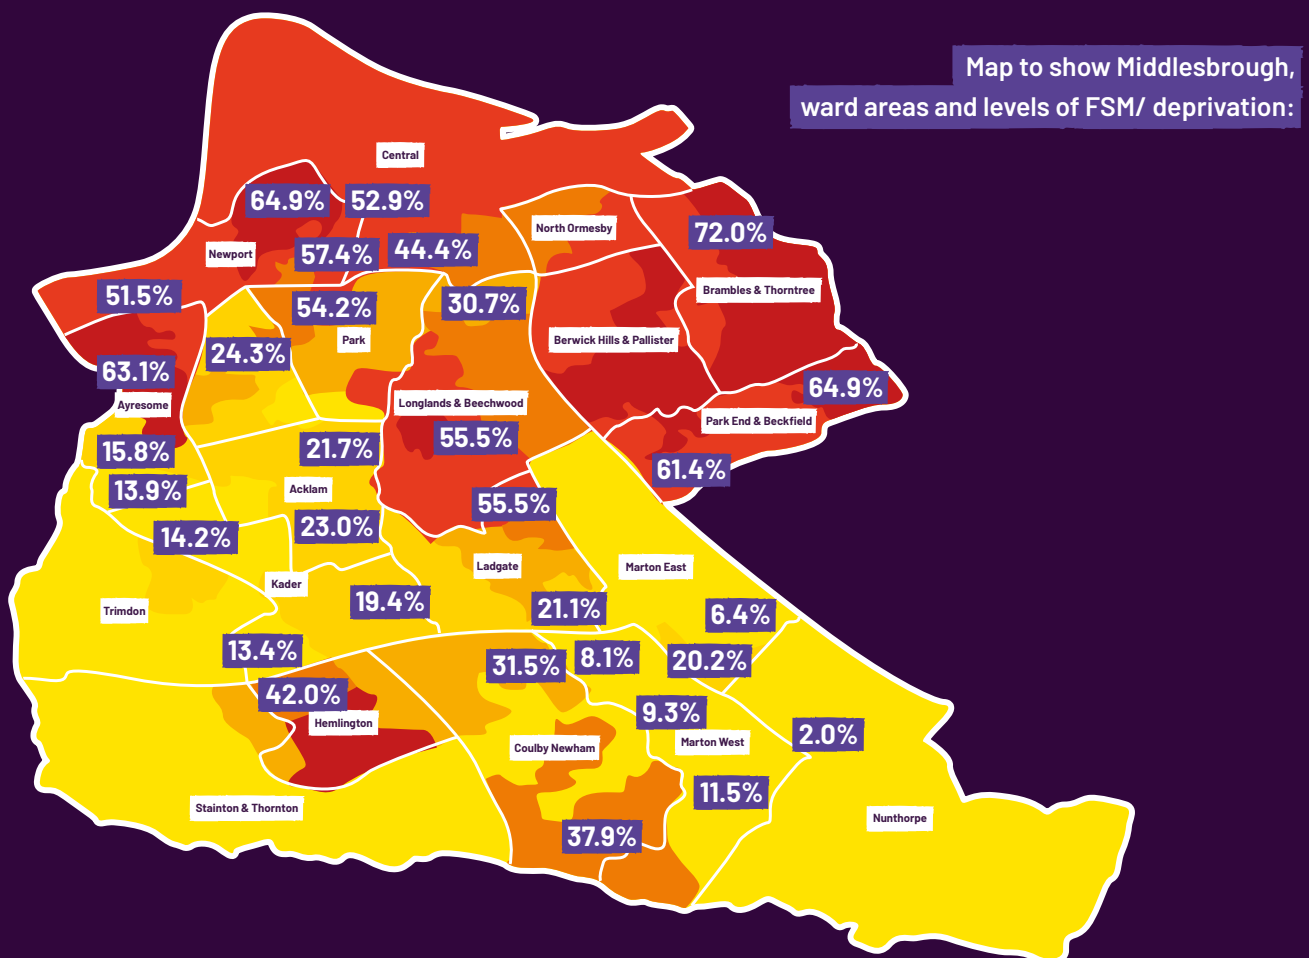 Map to show Middlesbrough,
ward areas and levels of FSM/ deprivation:
Central
64.9%
52.9%
North Ormesby
72.0%
Newport
57.4%
44.4%
Brambles & Thorntree
51.5%
54.2%
30.7%
Park
Berwick Hills & Pallister
24.3%
63.1%
64.9%
Ayresome
Longlands & Beechwood
Park End & Beckfield
15.8%
21.7%
55.5%
61.4%
13.9%
Acklam
55.5%
14.2%
23.0%
Ladgate
Marton East
Kader
Trimdon
19.4%
21.1%
6.4%
13.4%
31.5%
8.1%
20.2%
42.0%
9.3%
Hemlington
Coulby Newham
Marton West
2.0%
11.5%
Stainton & Thornton
Nunthorpe
37.9%